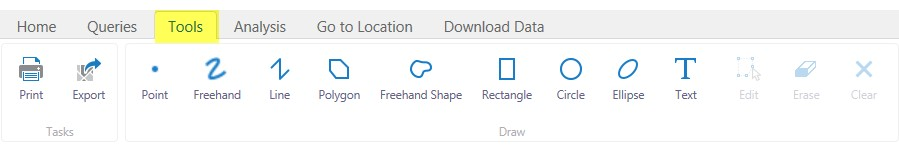 Home Queries Tools Analysis Go to Location Download Data
Print Export Point Freehand Line Polygon Freehand Shape Rectangle Circle Ellipse Text Edit Erase Clear
Tasks Draw